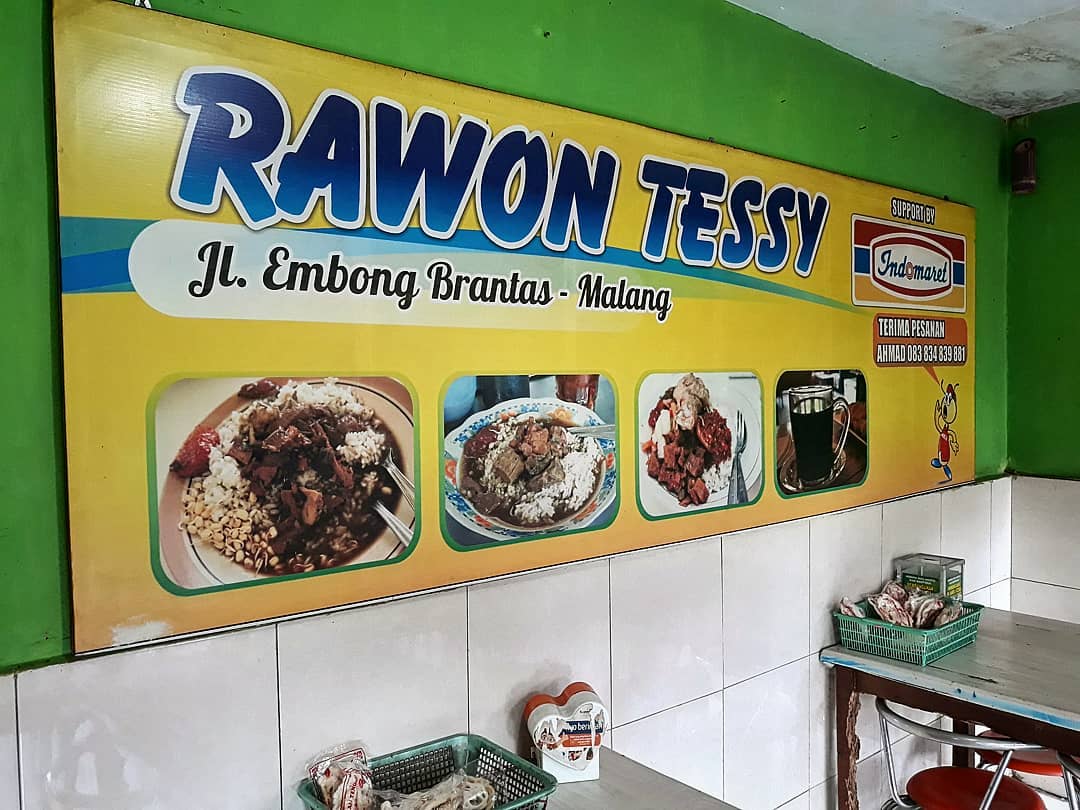 RAWON TESSY
Jl. Embong Brantas - Malang
SUPPORT BY
Indomaret
TERIMA PESANAN
AHMAD 083 834 839 881